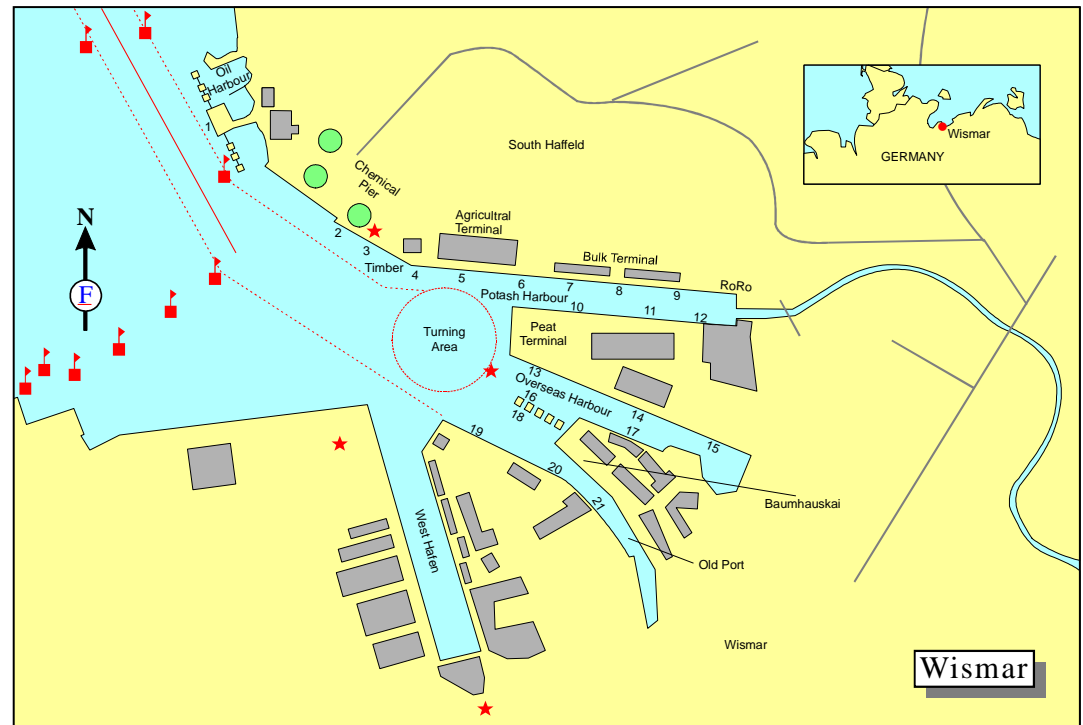 Oil
Harbour
1
South Haffeld
Wismar
GERMANY
Chemical
Pier
N
F
2
3
Timber
4
Agricultral
Terminal
5
6
Bulk Terminal
7
8
9
RoRo
Potash Harbour
10
11
12
Turning
Area
Peat
Terminal
13
Overseas Harbour
14
15
16
17
18
19
20
21
Baumhauskai
West Hafen
Old Port
Wismar
Wismar